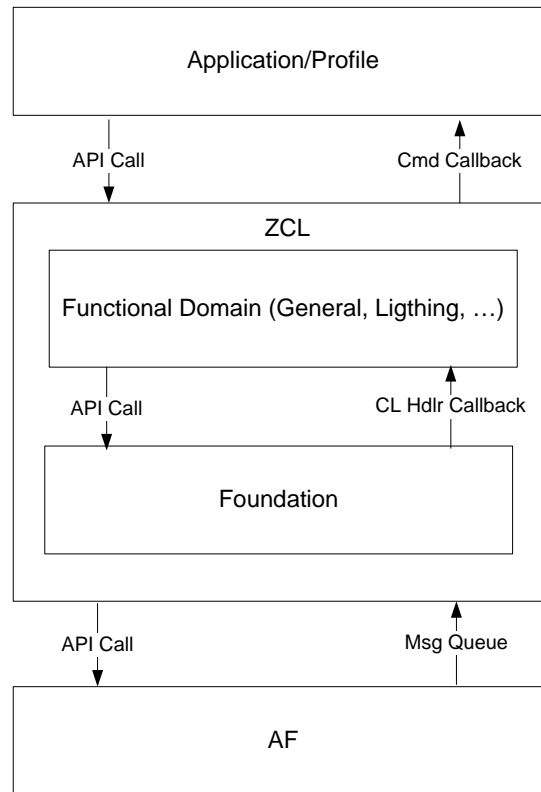 Application/Profile
API Call
Cmd Callback
ZCL
Functional Domain (General, Ligthing, …)
API Call
CL Hdlr Callback
Foundation
API Call
Msg Queue
AF